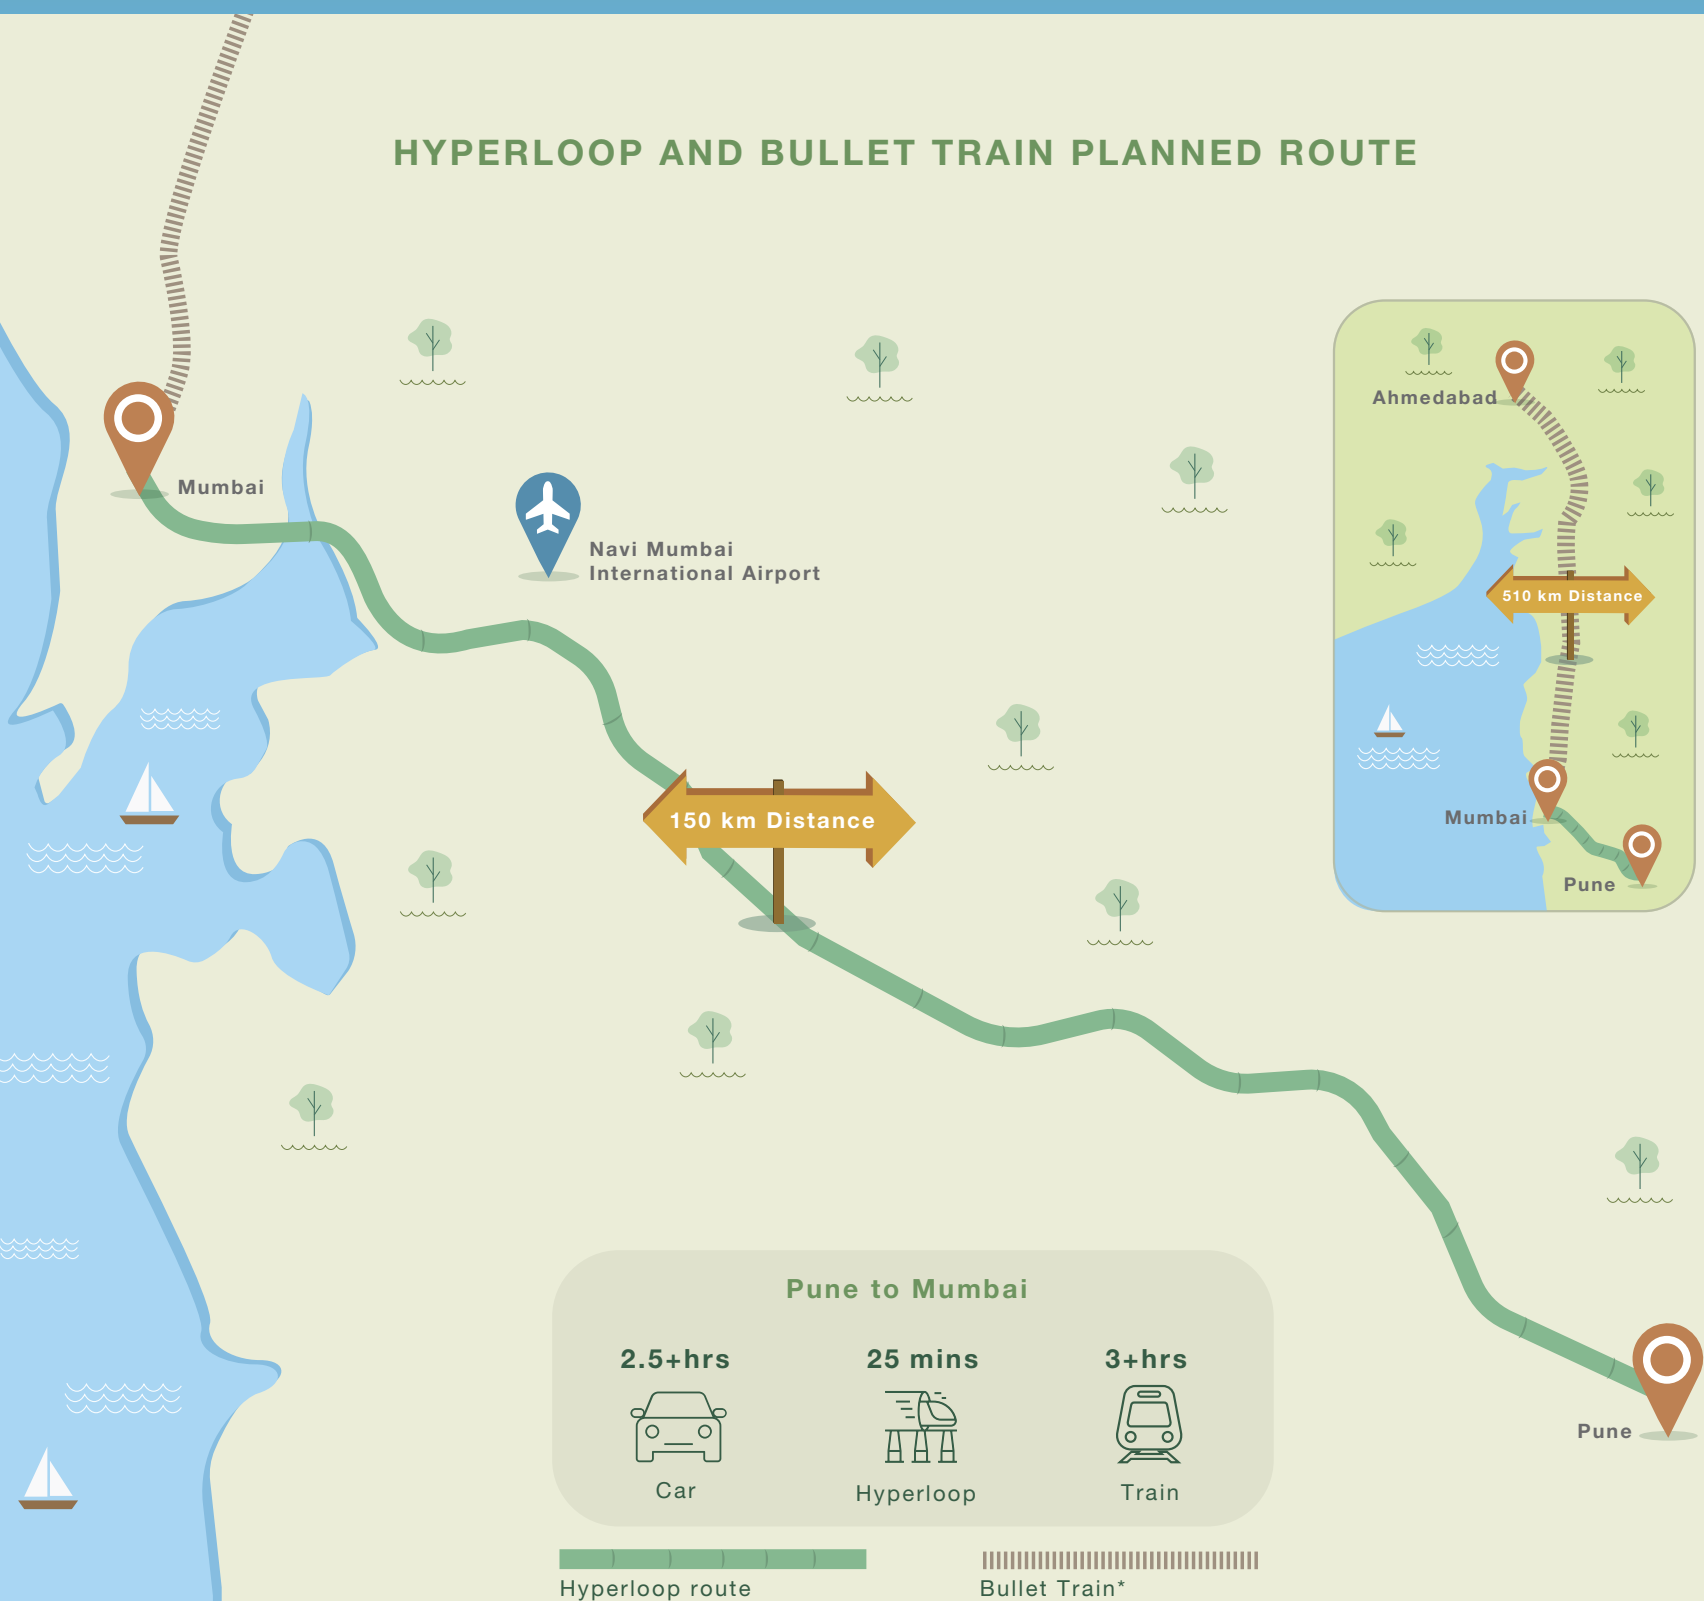 HYPERLOOP AND BULLET TRAIN PLANNED ROUTE
Ahmedabad
Mumbai
Navi Mumbai
International Airport
510 km Distance
150 km Distance
Mumbai
Pune
Pune to Mumbai
2.5+hrs
25 mins
3+hrs
Car
Hyperloop
Train
Pune
Hyperloop route
Bullet Train*